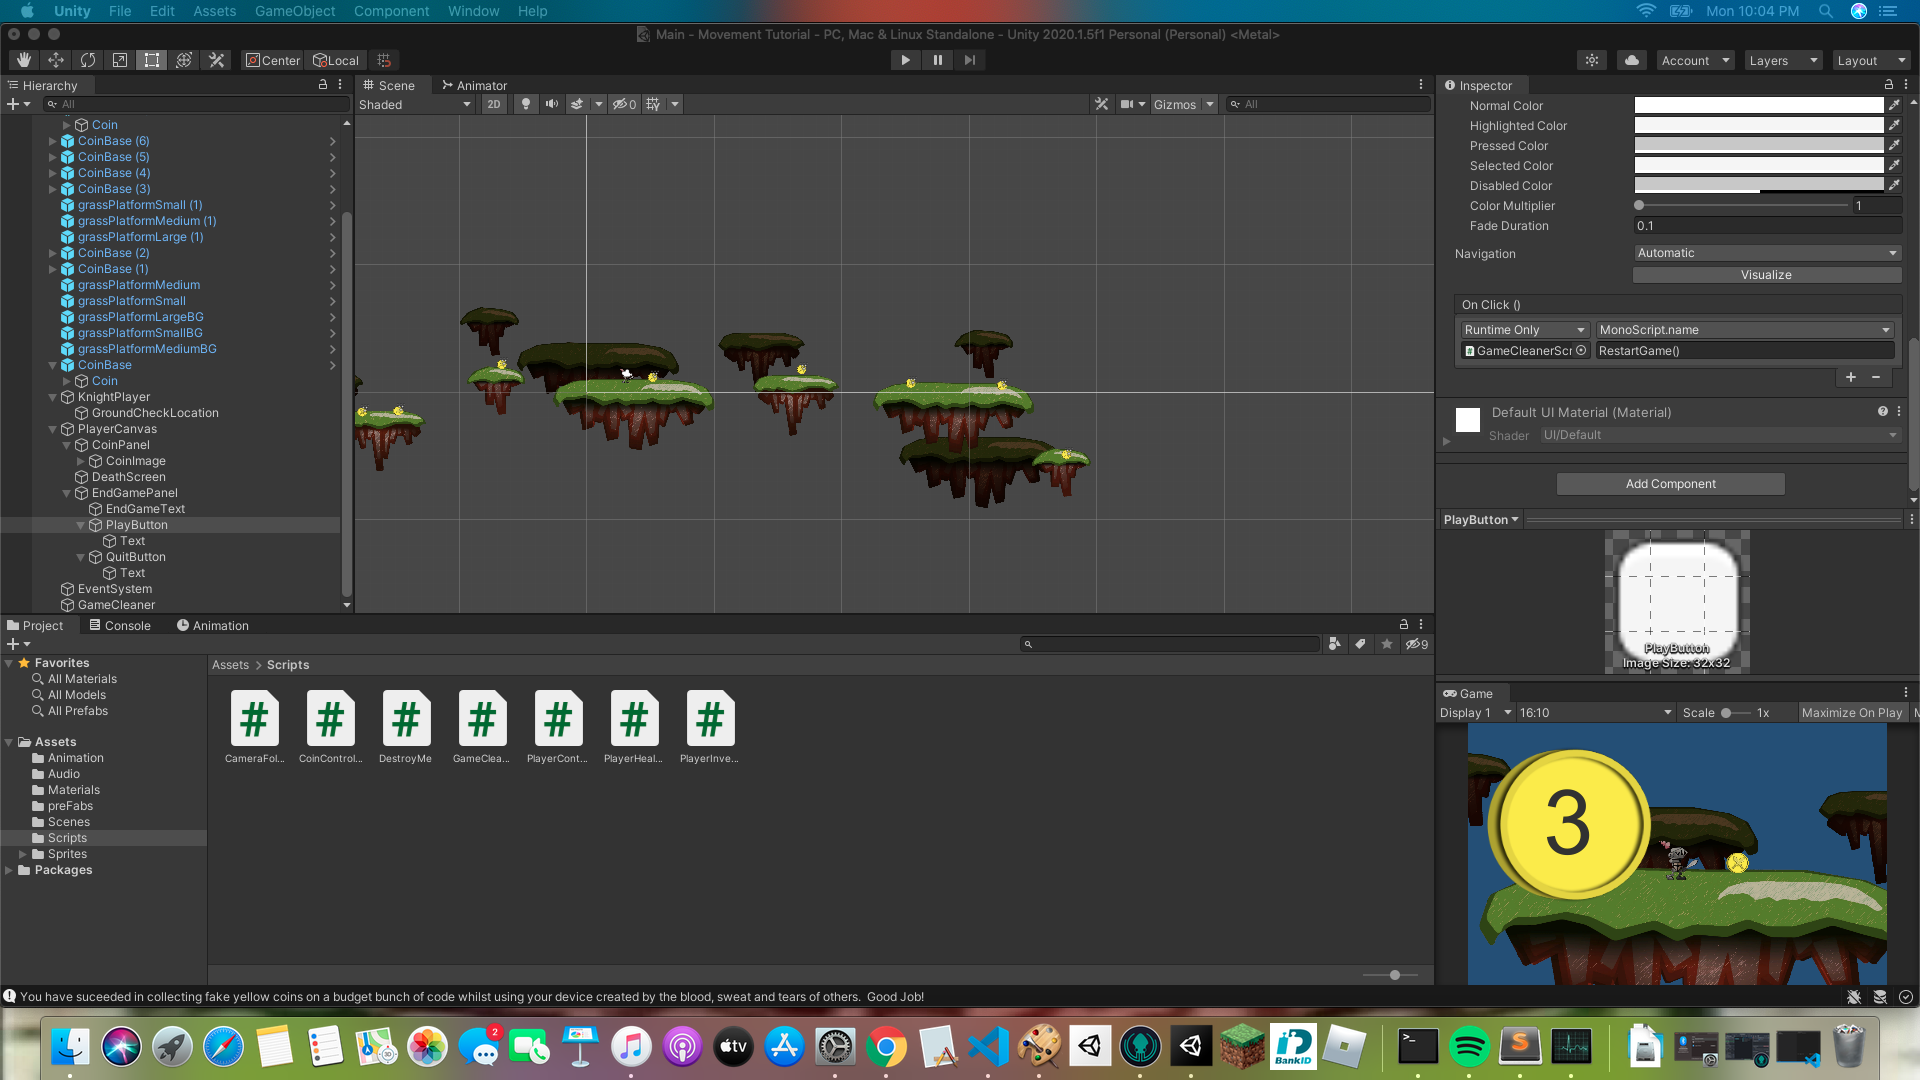 Unity File Edit Assets GameObject Component Window Help
Mon 10:04 PM
Main - Movement Tutorial - PC, Mac & Linux Standalone - Unity 2020.1.5f1 Personal (Personal) <Metal>
Center Local
Account Layers Layout
Hierarchy
All
Coin
CoinBase (6)
CoinBase (5)
CoinBase (4)
CoinBase (3)
grassPlatformSmall (1)
grassPlatformMedium (1)
grassPlatformLarge (1)
CoinBase (2)
CoinBase (1)
grassPlatformMedium
grassPlatformSmall
grassPlatformLargeBG
grassPlatformSmallBG
grassPlatformMediumBG
CoinBase
Coin
KnightPlayer
GroundCheckLocation
PlayerCanvas
CoinPanel
CoinImage
DeathScreen
EndGamePanel
EndGameText
PlayButton
Text
QuitButton
Text
EventSystem
GameCleaner
Scene Animator
Shaded 2D 0 Gizmos All
Inspector
Normal Color
Highlighted Color
Pressed Color
Selected Color
Disabled Color
Color Multiplier 1
Fade Duration 0.1
Navigation Automatic
Visualize
On Click ()
Runtime Only MonoScript.name
GameCleanerScr RestartGame()
Default UI Material (Material)
Shader UI/Default
Add Component
PlayButton
PlayButton
Image Size: 32x32
Game
Display 1 16:10 Scale 1x Maximize On Play M
3
Project Console Animation
9
Favorites
All Materials
All Models
All Prefabs
Assets
Animation
Audio
Materials
preFabs
Scenes
Scripts
Sprites
Packages
Assets > Scripts
CameraFol... CoinControl... DestroyMe GameClea... PlayerCont... PlayerHeal... PlayerInve...
You have suceeded in collecting fake yellow coins on a budget bunch of code whilst using your device created by the blood, sweat and tears of others. Good Job!
2
tv
BankID